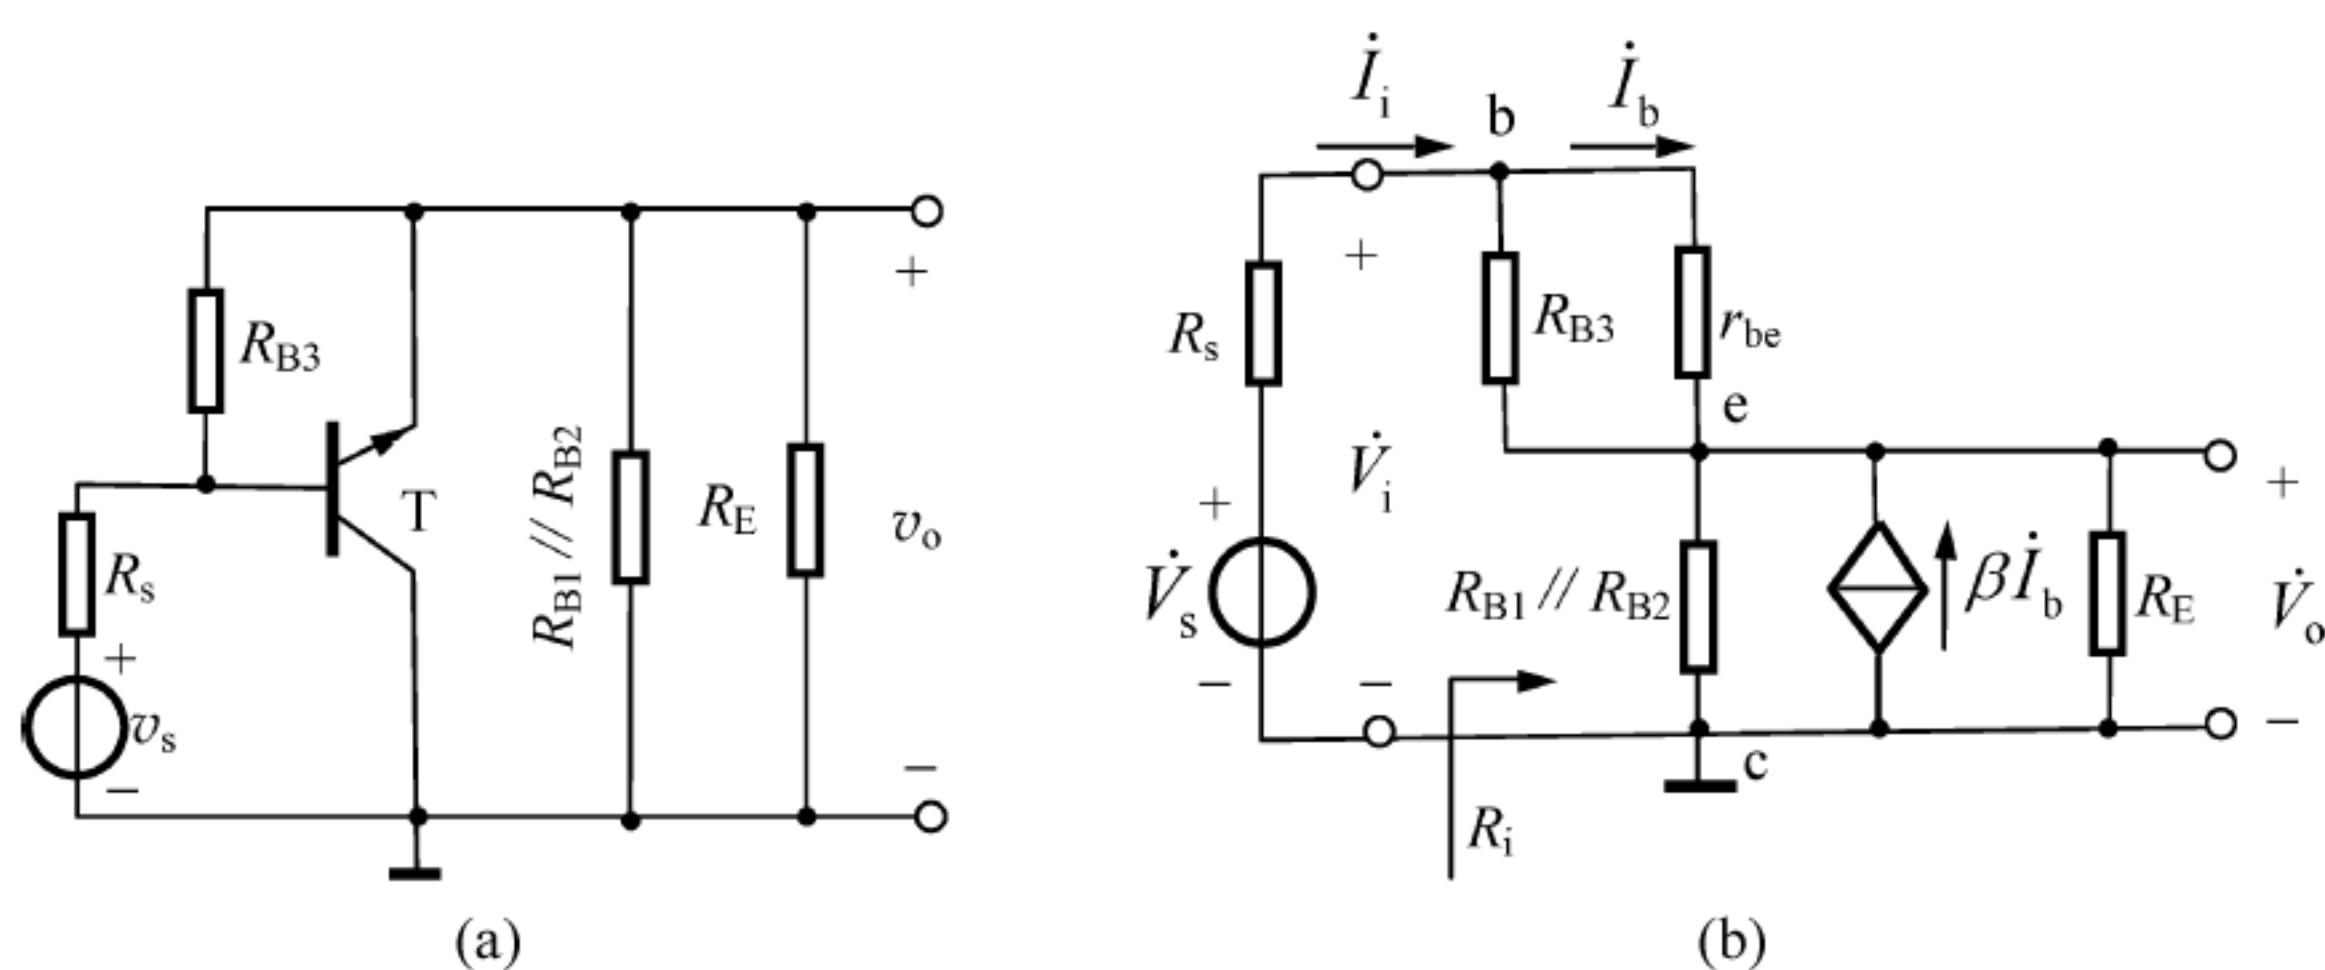 R_B3
R_s
+
v_s
−
T
R_B1 // R_B2
R_E
+
v_o
−
(a)
İ_i
b
İ_b
+
R_s
R_B3
r_be
e
V̇_i
+
V̇_s
−
−
R_B1 // R_B2
βİ_b
R_E
+
V̇_o
−
c
R_i
(b)